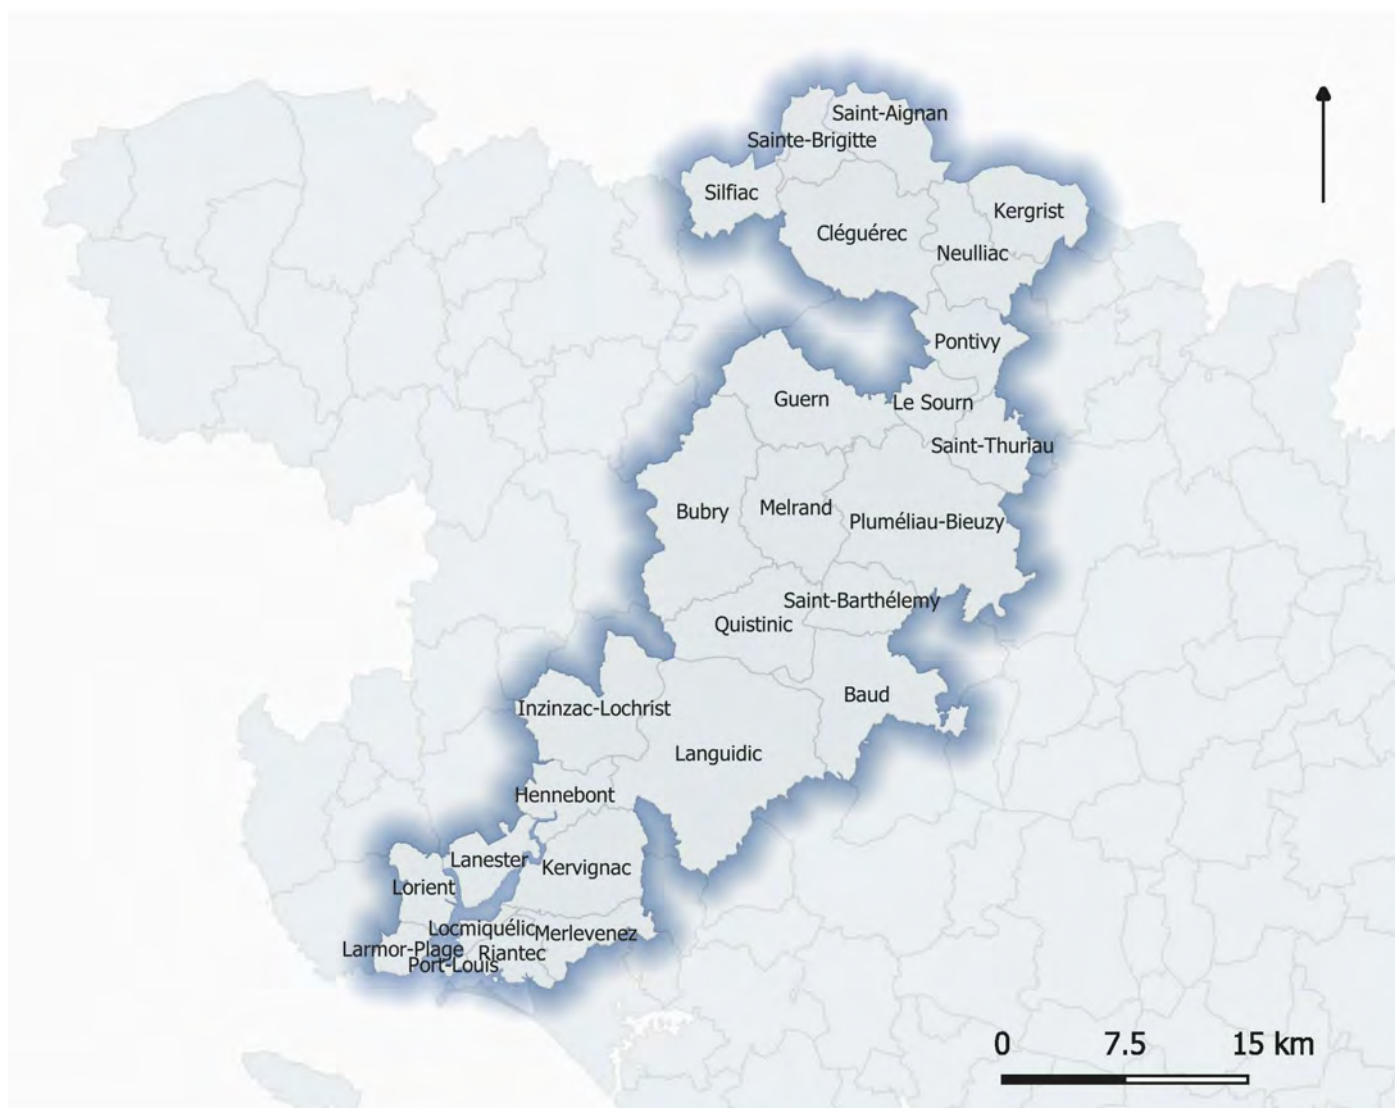 Saint-Aignan
Sainte-Brigitte
Silfiac
Kergrist
Cléguérec
Neulliac
Pontivy
Guern
Le Sourn
Saint-Thuriau
Bubry
Melrand
Pluméliau-Bieuzy
Saint-Barthélemy
Quistinic
Baud
Inzinzac-Lochrist
Languidic
Hennebont
Lanester
Kervignac
Lorient
Locmiquélic
Merlevenez
Larmor-Plage
Riantec
Port-Louis
0 7.5 15 km